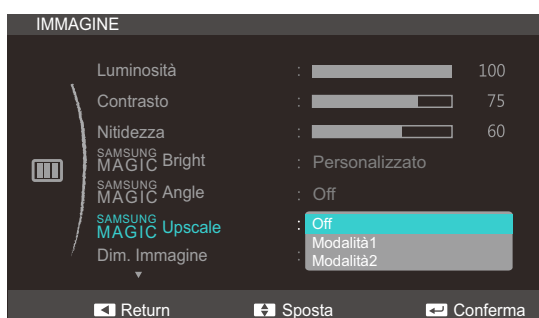 IMMAGINE
Luminosità : 100
Contrasto : 75
Nitidezza : 60
SAMSUNG MAGIC Bright : Personalizzato
SAMSUNG MAGIC Angle : Off
SAMSUNG MAGIC Upscale : Off
Modalità1
Dim. Immagine : Modalità2
Return Sposta Conferma